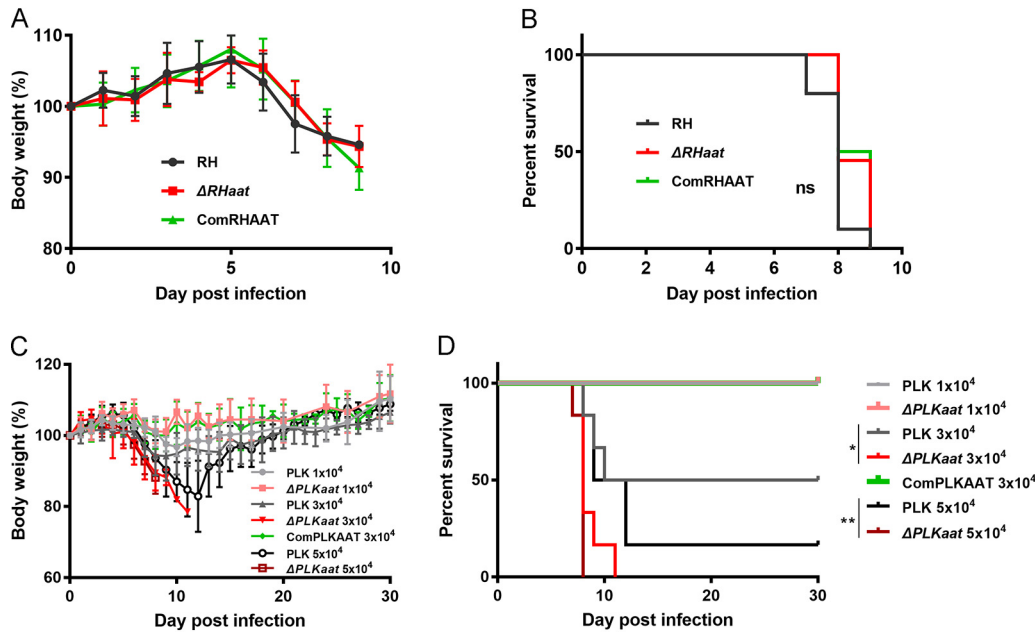 A
110
100
90
80
Body weight (%)
RH
ΔRHaat
ComRHAAT
0
5
10
Day post infection
B
100
50
0
Percent survival
RH
ΔRHaat
ComRHAAT
ns
0
2
4
6
8
10
Day post infection
C
120
100
80
60
Body weight (%)
PLK 1x10⁴
ΔPLKaat 1x10⁴
PLK 3x10⁴
ΔPLKaat 3x10⁴
ComPLKAAT 3x10⁴
PLK 5x10⁴
ΔPLKaat 5x10⁴
0
10
20
30
Day post infection
D
100
50
0
Percent survival
0
10
20
30
Day post infection
PLK 1x10⁴
ΔPLKaat 1x10⁴
PLK 3x10⁴
*
ΔPLKaat 3x10⁴
ComPLKAAT 3x10⁴
PLK 5x10⁴
**
ΔPLKaat 5x10⁴